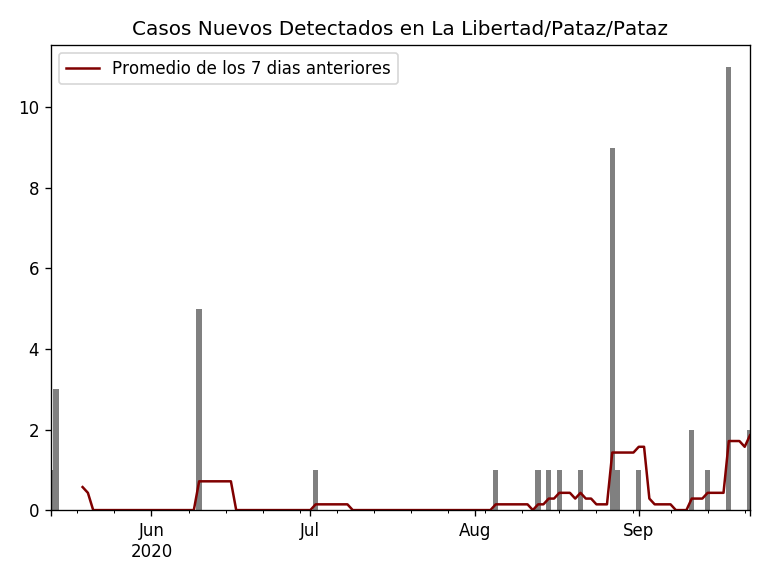 Casos Nuevos Detectados en La Libertad/Pataz/Pataz
Promedio de los 7 dias anteriores
10
8
6
4
2
0
Jun Jul Aug Sep
2020